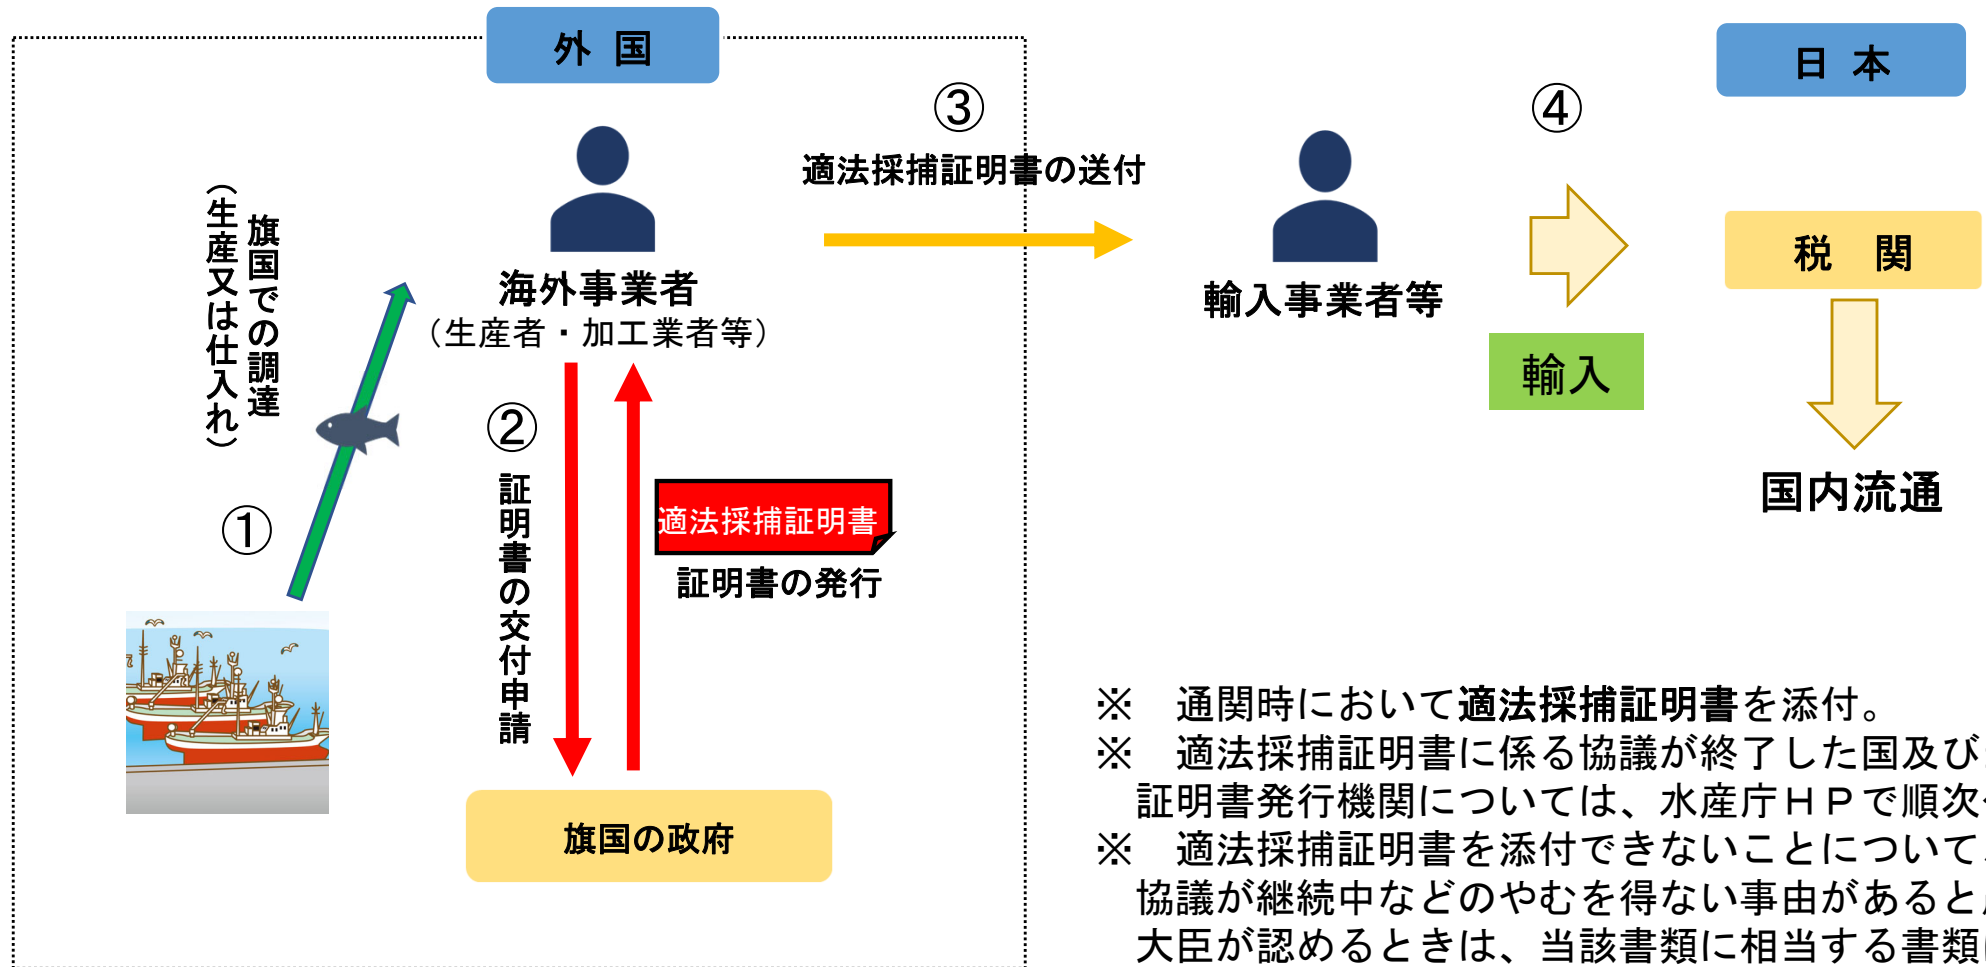 外 国
日 本
③
④
適法採捕証明書の送付
旗国での調達
（生産又は仕入れ）
税 関
海外事業者
（生産者・加工業者等）
輸入事業者等
輸入
②
証明書の交付申請
①
適法採捕証明書
証明書の発行
国内流通
旗国の政府
※ 通関時において適法採捕証明書を添付。
※ 適法採捕証明書に係る協議が終了した国及び
証明書発行機関については、水産庁ＨＰで順次
※ 適法採捕証明書を添付できないことについて、
協議が継続中などのやむを得ない事由があると
大臣が認めるときは、当該書類に相当する書類